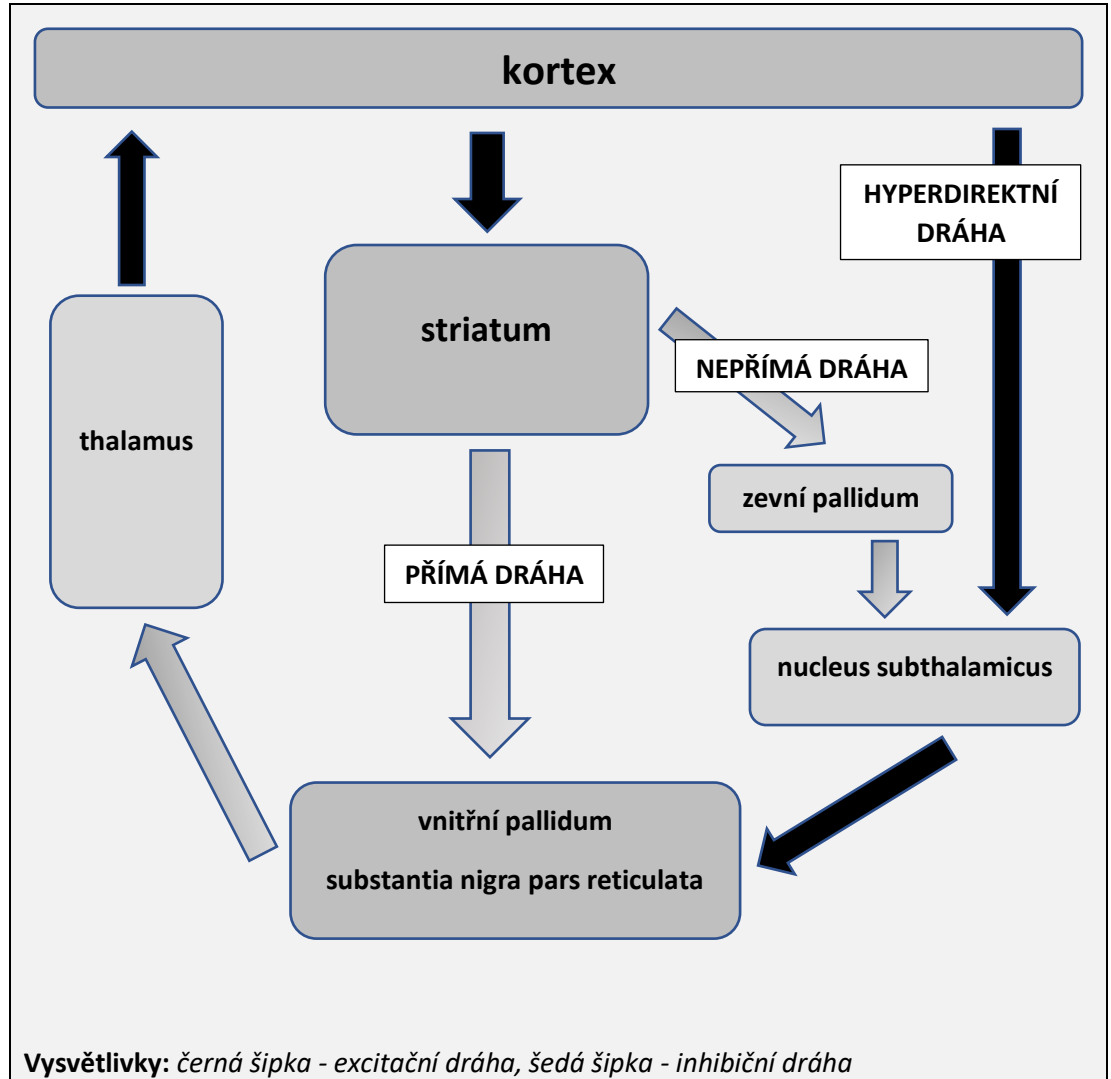 kortex
HYPERDIREKTNÍ
DRÁHA
striatum
NEPŘÍMÁ DRÁHA
thalamus
zevní pallidum
PŘÍMÁ DRÁHA
nucleus subthalamicus
vnitřní pallidum
substantia nigra pars reticulata
Vysvětlivky: černá šipka - excitační dráha, šedá šipka - inhibiční dráha